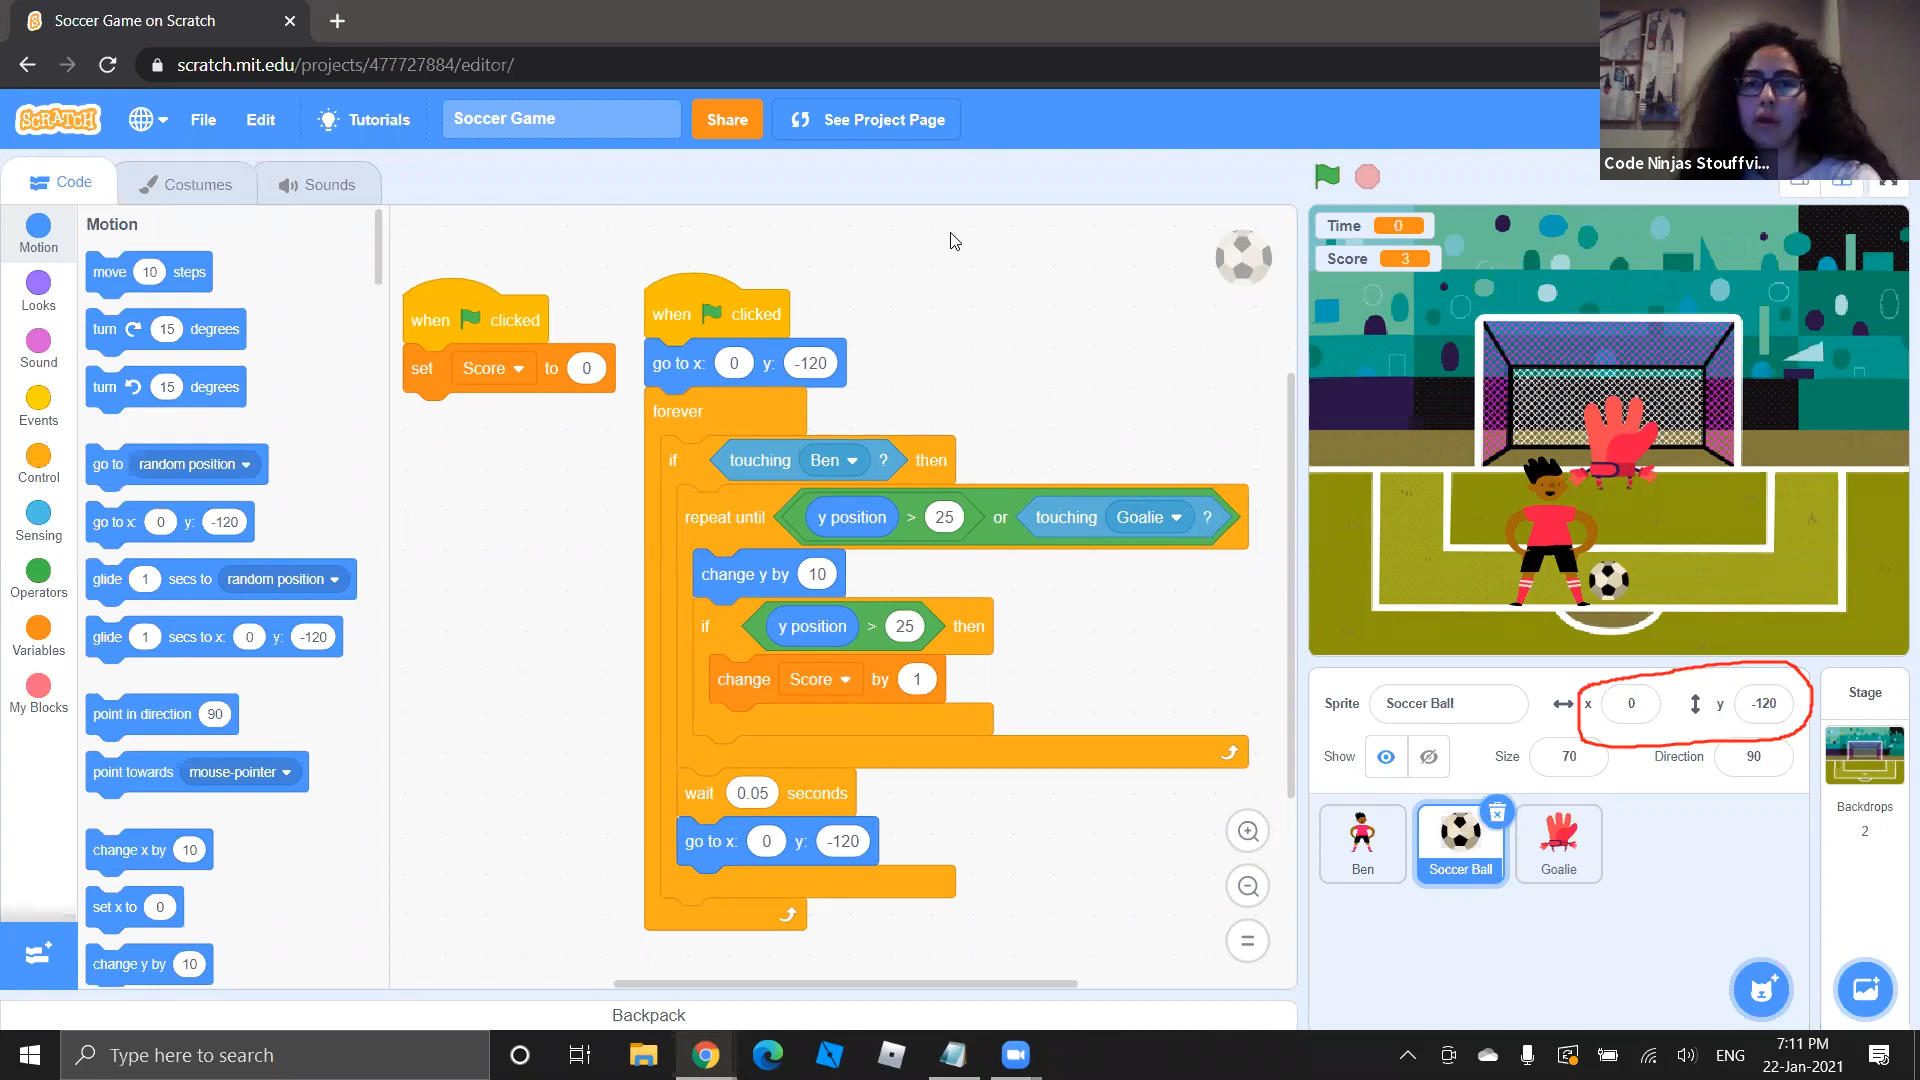 Soccer Game on Scratch
scratch.mit.edu/projects/477727884/editor/
SCRATCH
File
Edit
Tutorials
Soccer Game
Share
See Project Page
Code Ninjas Stouffvi...
Code
Costumes
Sounds
Motion
Looks
Sound
Events
Control
Sensing
Operators
Variables
My Blocks
Motion
move 10 steps
turn 15 degrees
turn 15 degrees
go to random position
go to x: 0 y: -120
glide 1 secs to random position
glide 1 secs to x: 0 y: -120
point in direction 90
point towards mouse-pointer
change x by 10
set x to 0
change y by 10
when clicked
set Score to 0
when clicked
go to x: 0 y: -120
forever
if touching Ben ? then
repeat until y position > 25 or touching Goalie ?
change y by 10
if y position > 25 then
change Score by 1
wait 0.05 seconds
go to x: 0 y: -120
Backpack
Time 0
Score 3
Sprite Soccer Ball x 0 y -120
Show Size 70 Direction 90
Ben
Soccer Ball
Goalie
Stage
Backdrops
2
Type here to search
ENG
7:11 PM
22-Jan-2021